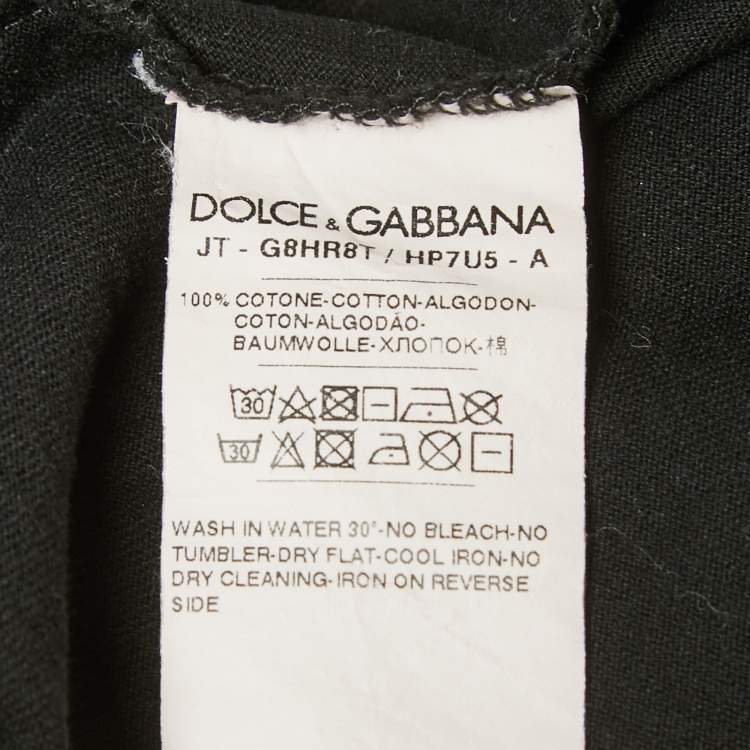 DOLCE & GABBANA
JT - G8HR8T / HP7U5 - A
100% COTONE-COTTON-ALGODON-
COTON-ALGODÃO-
BAUMWOLLE-ХЛОПОК-棉
30
30
WASH IN WATER 30°-NO BLEACH-NO
TUMBLER-DRY FLAT-COOL IRON-NO
DRY CLEANING-IRON ON REVERSE
SIDE